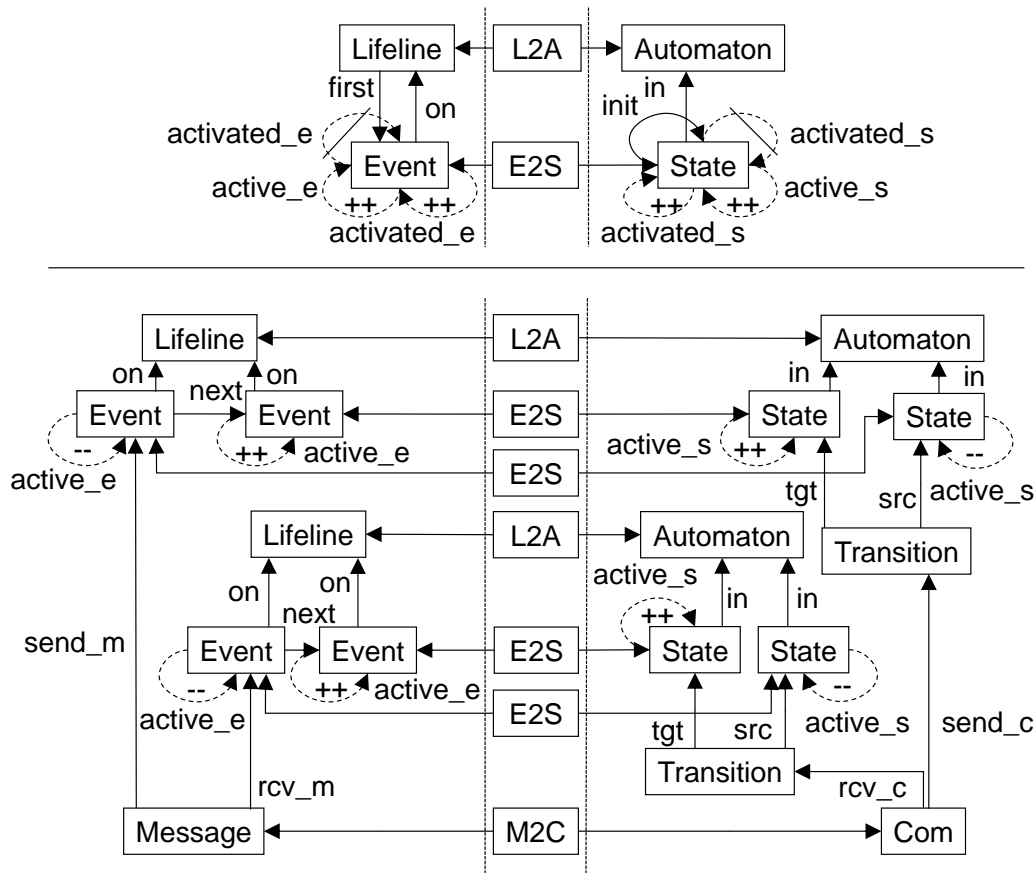 Lifeline L2A Automaton
first on init in
activated_e activated_s
Event E2S State
active_e ++ ++ ++ ++ active_s
activated_e activated_s
Lifeline L2A Automaton
on next on in in
Event Event E2S State State
-- ++ active_e active_s ++ --
active_e E2S active_s
tgt src
Lifeline L2A Automaton Transition
on on active_s in in
next ++
send_m Event Event E2S State State
-- ++ active_e --
active_e E2S active_s
tgt src send_c
Transition
rcv_m rcv_c
Message M2C Com